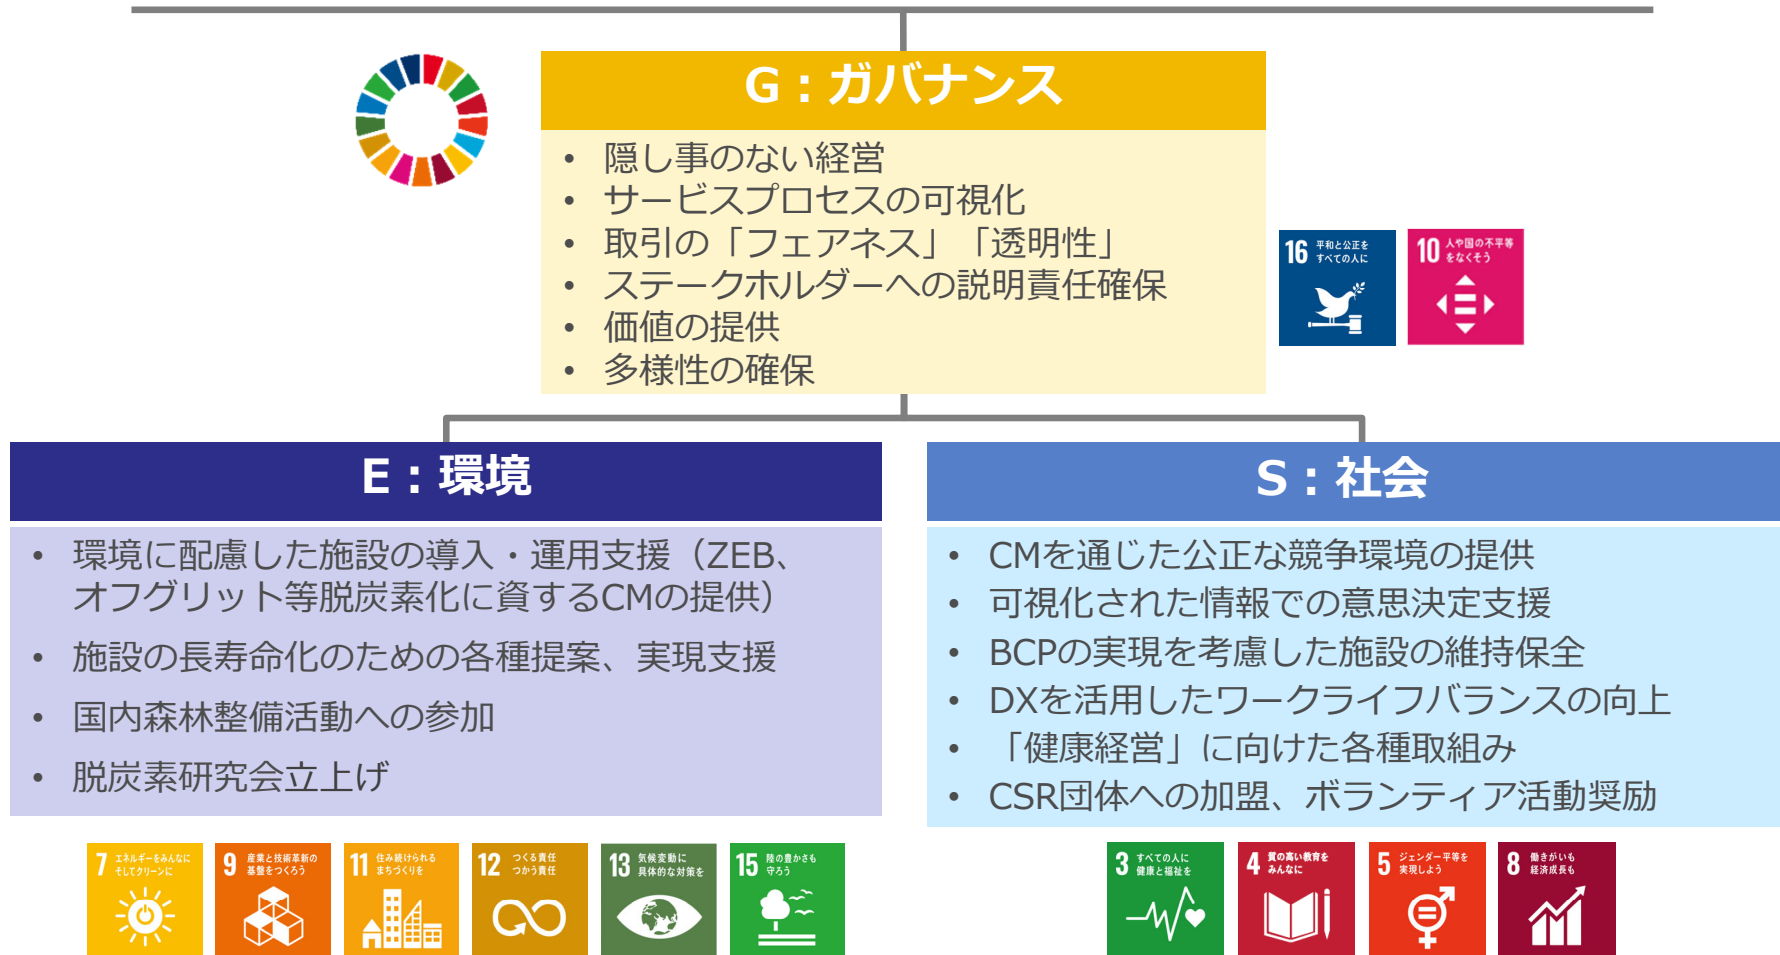 G：ガバナンス
• 隠し事のない経営
• サービスプロセスの可視化
• 取引の「フェアネス」「透明性」
• ステークホルダーへの説明責任確保
• 価値の提供
• 多様性の確保
16 平和と公正を
すべての人に
10 人や国の不平等
をなくそう
E：環境
• 環境に配慮した施設の導入・運用支援（ZEB、
オフグリット等脱炭素化に資するCMの提供）
• 施設の長寿命化のための各種提案、実現支援
• 国内森林整備活動への参加
• 脱炭素研究会立上げ
S：社会
• CMを通じた公正な競争環境の提供
• 可視化された情報での意思決定支援
• BCPの実現を考慮した施設の維持保全
• DXを活用したワークライフバランスの向上
• 「健康経営」に向けた各種取組み
• CSR団体への加盟、ボランティア活動奨励
7 エネルギーをみんなに
そしてクリーンに
9 産業と技術革新の
基盤をつくろう
11 住み続けられる
まちづくりを
12 つくる責任
つかう責任
13 気候変動に
具体的な対策を
15 陸の豊かさも
守ろう
3 すべての人に
健康と福祉を
4 質の高い教育を
みんなに
5 ジェンダー平等を
実現しよう
8 働きがいも
経済成長も